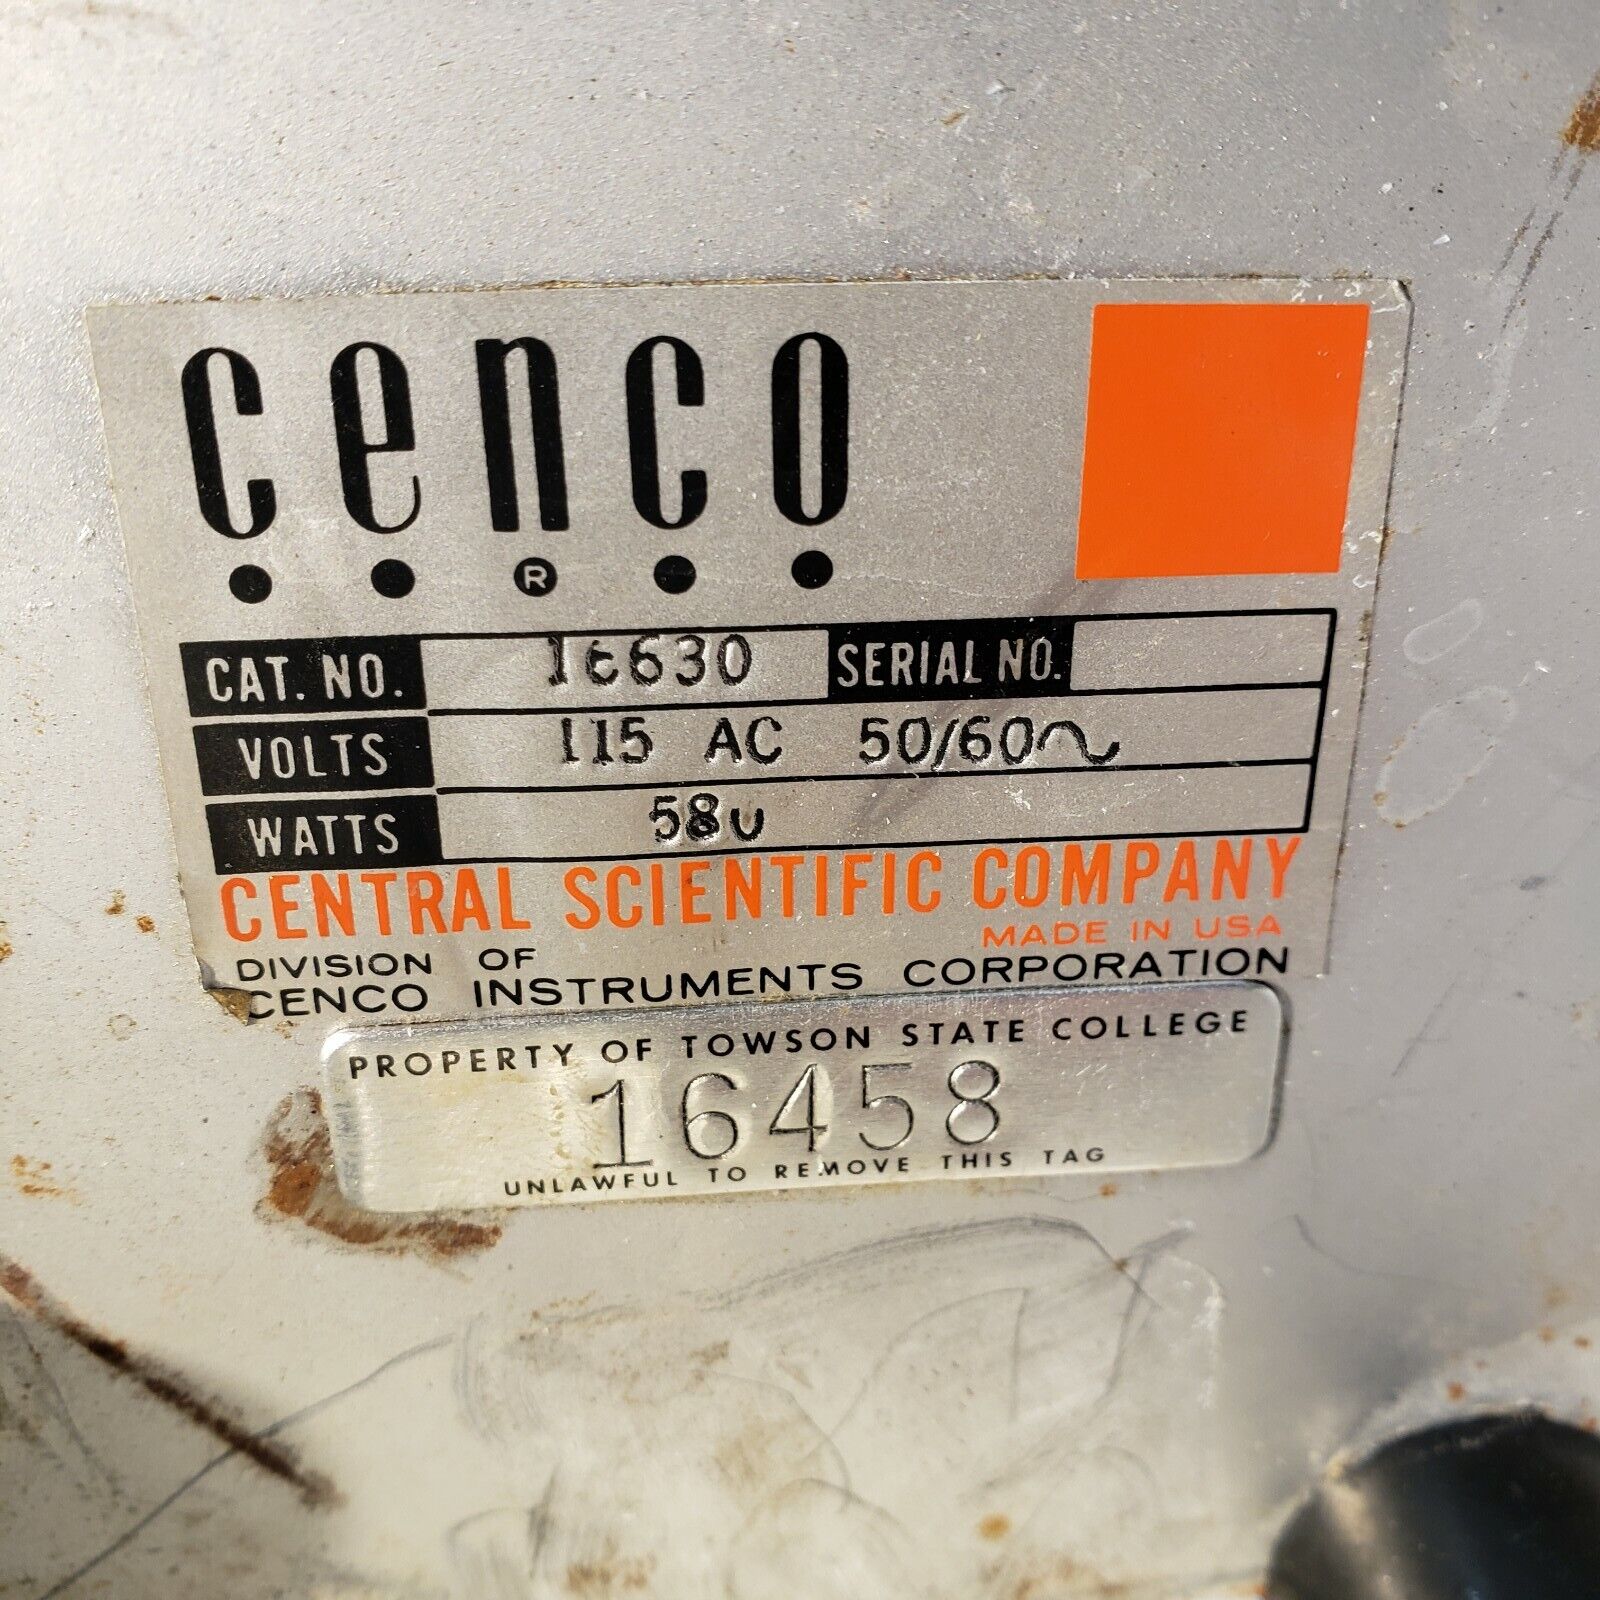 cenco
®
CAT. NO. 16630 SERIAL NO.
VOLTS 115 AC 50/60~
WATTS 580
CENTRAL SCIENTIFIC COMPANY
MADE IN USA
DIVISION OF
CENCO INSTRUMENTS CORPORATION
PROPERTY OF TOWSON STATE COLLEGE
16458
UNLAWFUL TO REMOVE THIS TAG